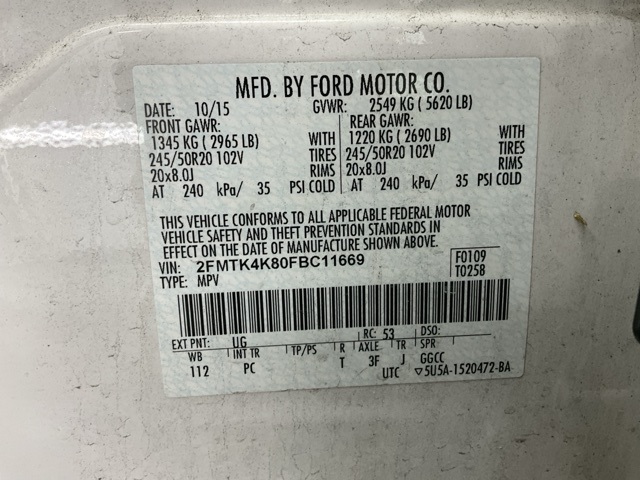 MFD. BY FORD MOTOR CO.
DATE: 10/15 GVWR: 2549 KG ( 5620 LB)
FRONT GAWR: REAR GAWR:
1345 KG ( 2965 LB) WITH 1220 KG ( 2690 LB) WITH
245/50R20 102V TIRES 245/50R20 102V TIRES
20x8.0J RIMS 20x8.0J RIMS
AT 240 kPa/ 35 PSI COLD AT 240 kPa/ 35 PSI COLD
THIS VEHICLE CONFORMS TO ALL APPLICABLE FEDERAL MOTOR
VEHICLE SAFETY AND THEFT PREVENTION STANDARDS IN
EFFECT ON THE DATE OF MANUFACTURE SHOWN ABOVE.
VIN: 2FMTK4K80FBC11669 F0109
TYPE: MPV T0258
EXT PNT: UG RC: 53 DSO:
WB INT TR TP/PS R AXLE TR SPR
112 PC T 3F J GGCC
UTC ▽5U5A-1520472-BA